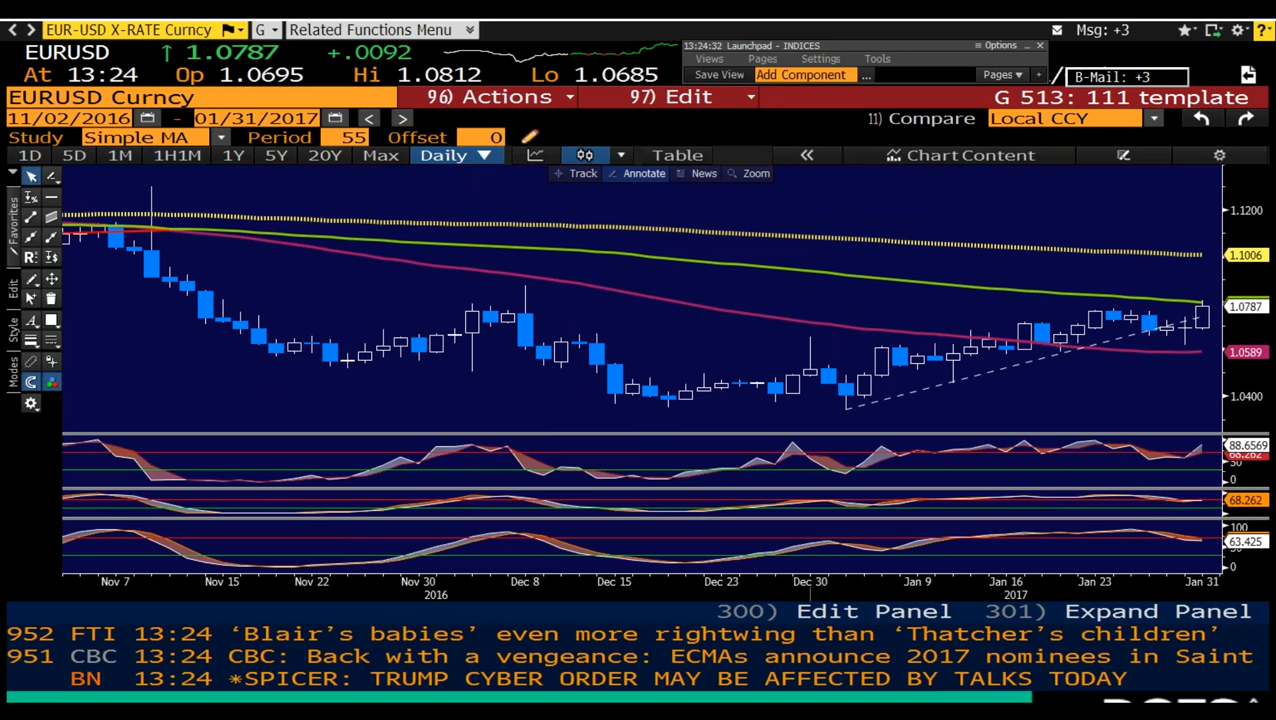 EUR-USD X-RATE Curncy G Related Functions Menu Msg: +3
EURUSD ↑ 1.0787 +.0092
13:24:32 Launchpad - INDICES Options
Views Pages Settings Tools
Save View Add Component ... Pages +
At 13:24 Op 1.0695 Hi 1.0812 Lo 1.0685
B-Mail: +3
EURUSD Curncy 96) Actions 97) Edit G 513: 111 template
11/02/2016 - 01/31/2017 < > 11) Compare Local CCY
Study Simple MA Period 55 Offset 0
1D 5D 1M 1H1M 1Y 5Y 20Y Max Daily ▼ Table « Chart Content
Track Annotate News Zoom
Favorites
Edit
Style
Modes
1.1200
1.1006
1.0787
1.0589
1.0400
88.6569
50
0
68.262
100
63.425
0
Nov 7 Nov 15 Nov 22 Nov 30 Dec 8 Dec 15 Dec 23 Dec 30 Jan 9 Jan 16 Jan 23 Jan 31
2016 2017
300) Edit Panel 301) Expand Panel
952 FTI 13:24 ‘Blair’s babies’ even more rightwing than ‘Thatcher’s children’
951 CBC 13:24 CBC: Back with a vengeance: ECMAs announce 2017 nominees in Saint
BN 13:24 *SPICER: TRUMP CYBER ORDER MAY BE AFFECTED BY TALKS TODAY